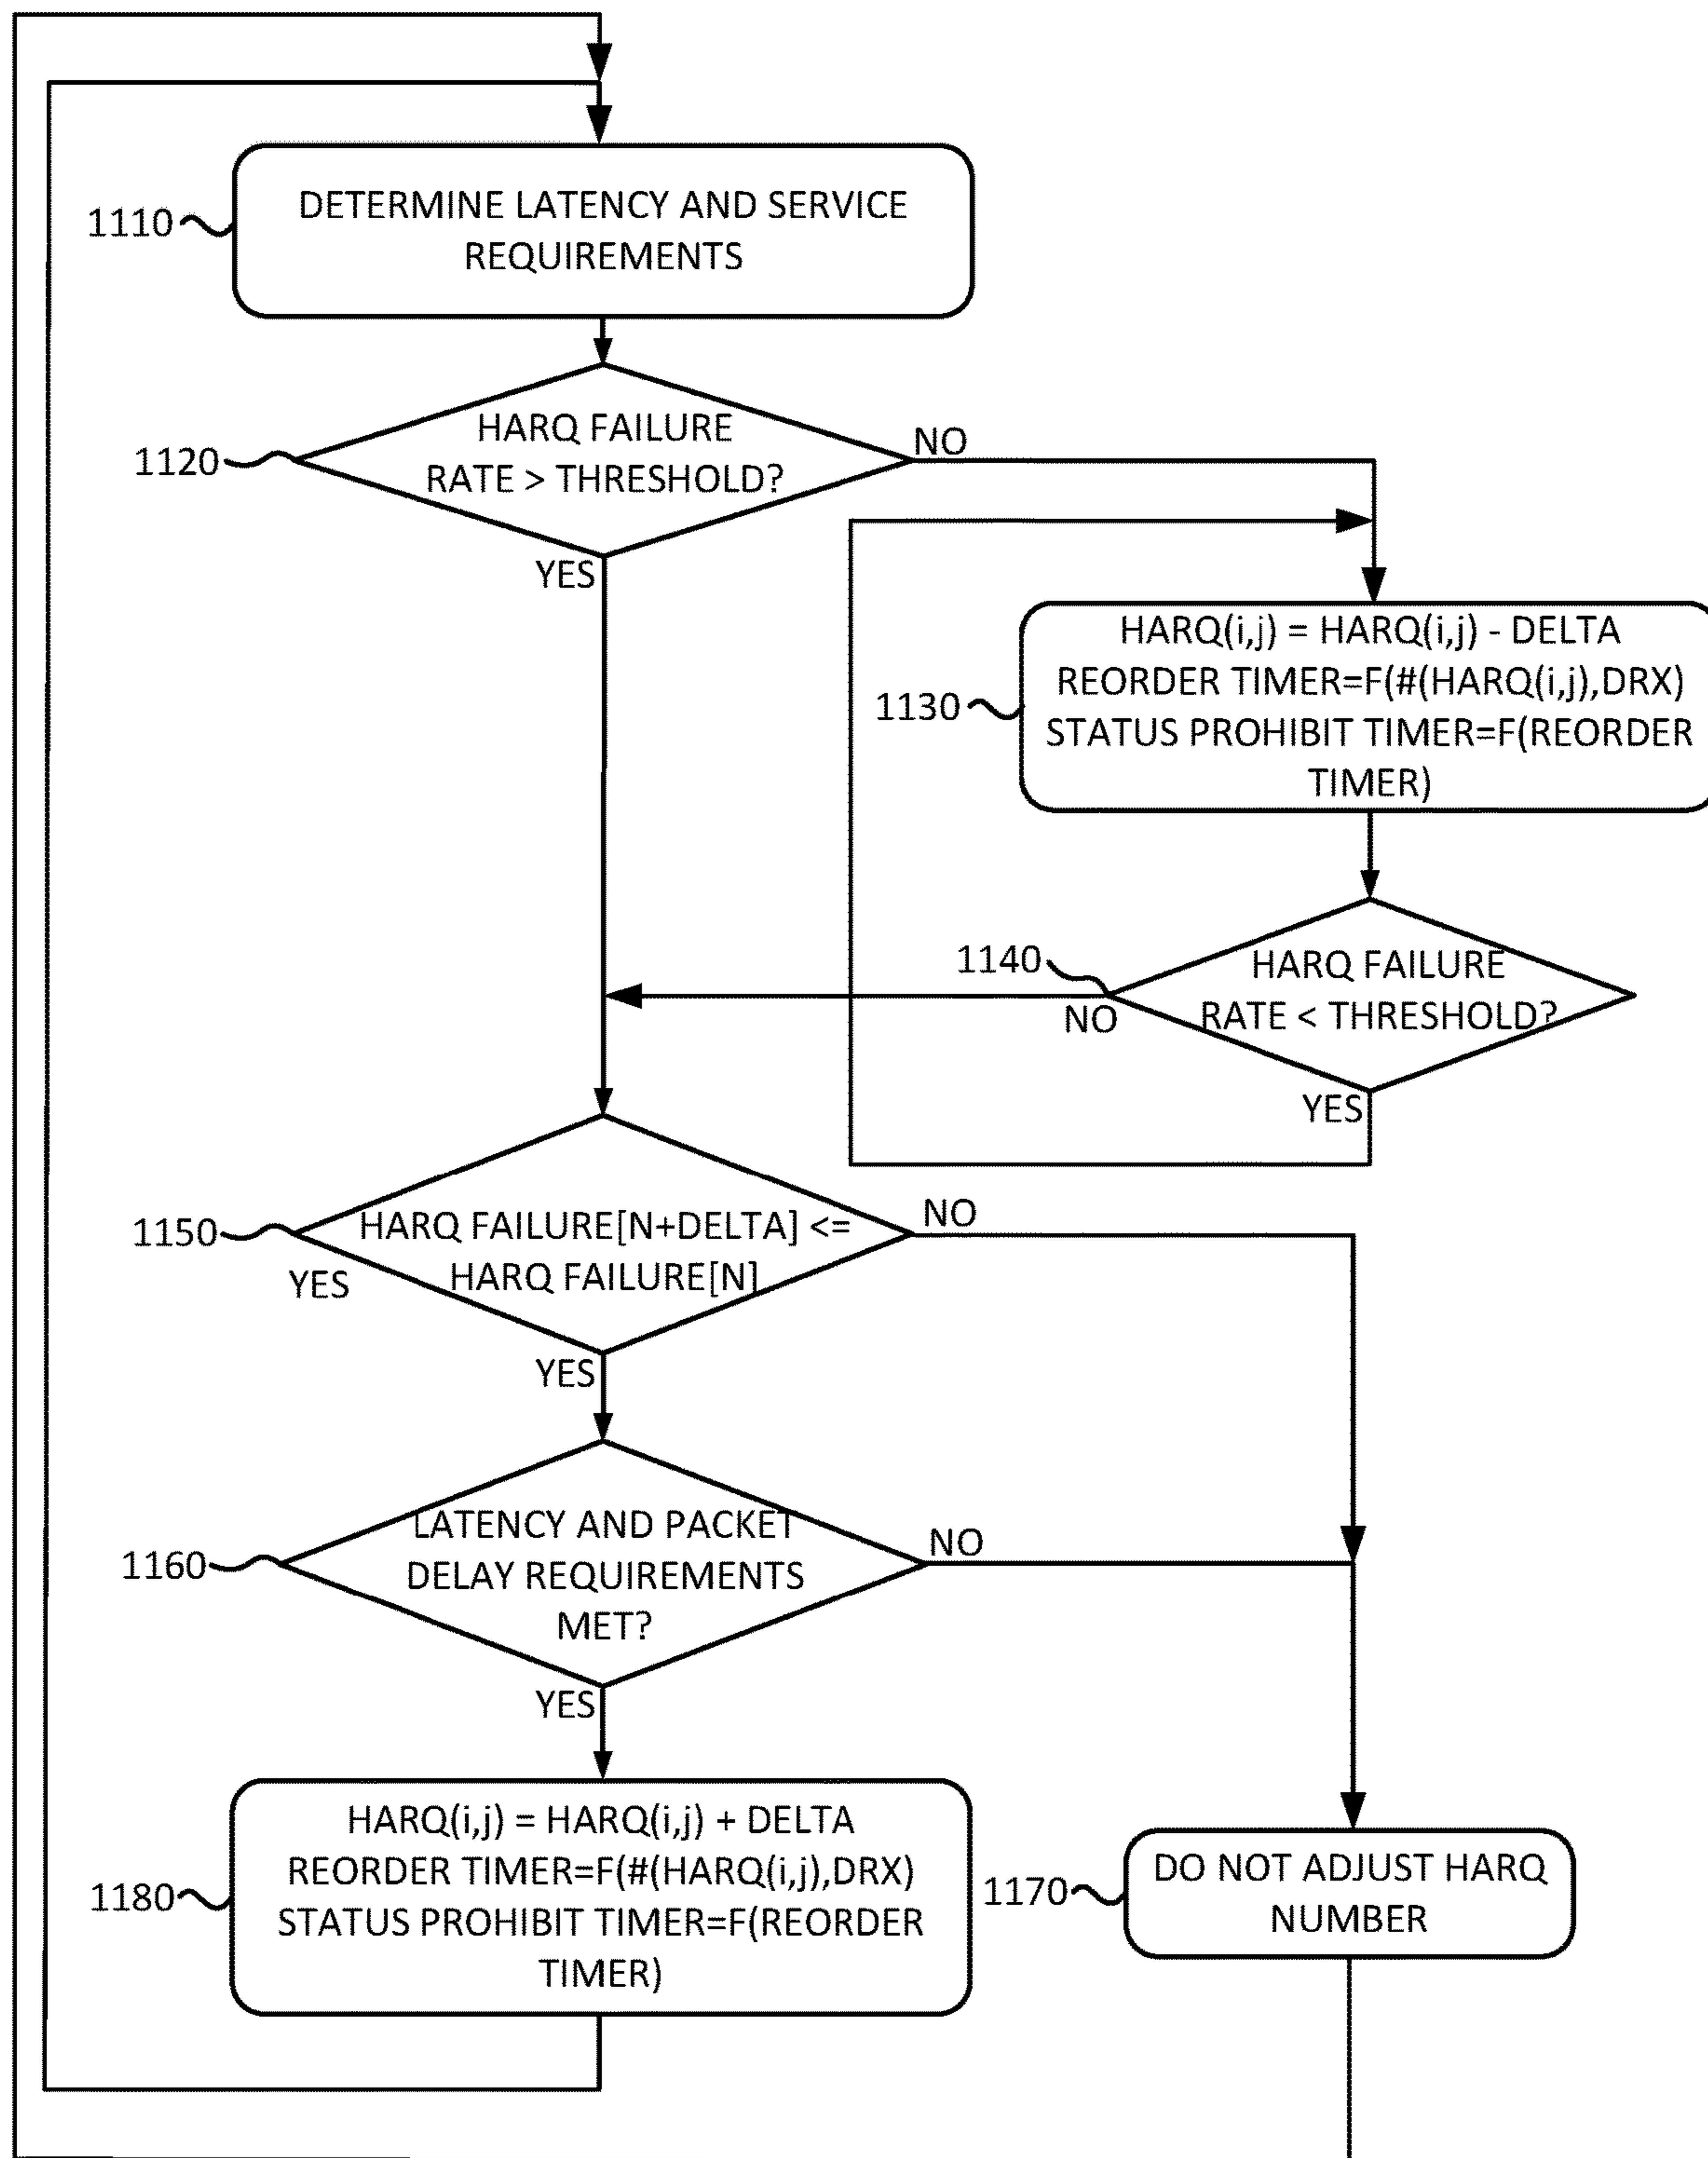 DETERMINE LATENCY AND SERVICE
REQUIREMENTS
1110
HARQ FAILURE
RATE > THRESHOLD?
1120
NO
YES
HARQ(i,j) = HARQ(i,j) - DELTA
REORDER TIMER=F(#(HARQ(i,j),DRX)
STATUS PROHIBIT TIMER=F(REORDER
TIMER)
1130
HARQ FAILURE
RATE < THRESHOLD?
1140
NO
YES
HARQ FAILURE[N+DELTA] <=
HARQ FAILURE[N]
1150
NO
YES
YES
LATENCY AND PACKET
DELAY REQUIREMENTS
MET?
1160
NO
YES
HARQ(i,j) = HARQ(i,j) + DELTA
REORDER TIMER=F(#(HARQ(i,j),DRX)
STATUS PROHIBIT TIMER=F(REORDER
TIMER)
1180
DO NOT ADJUST HARQ
NUMBER
1170